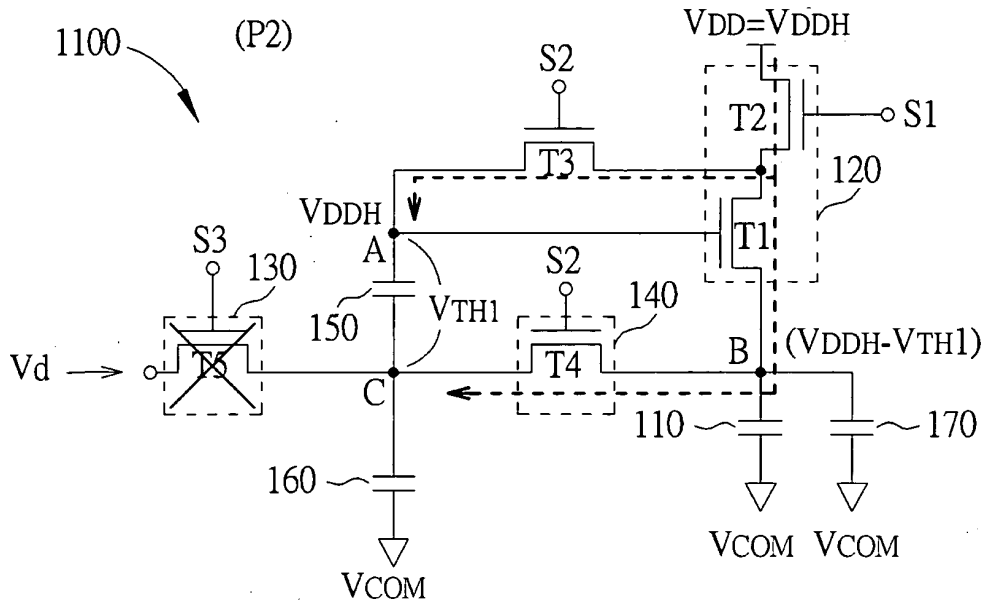 1100
(P2)
VDD=VDDH
S2
T2
S1
T3
120
VDDH
A
T1
S3
130
S2
140
150
VTH1
Vd
T5
C
T4
B
(VDDH-VTH1)
110
170
160
VCOM
VCOM
VCOM